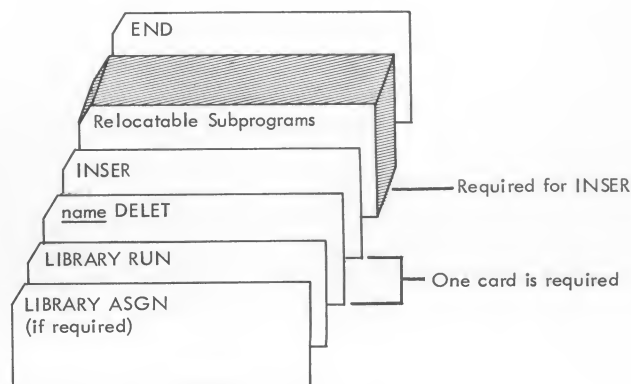 END
Relocatable Subprograms
INSER
Required for INSER
name DELET
LIBRARY RUN
One card is required
LIBRARY ASGN
(if required)